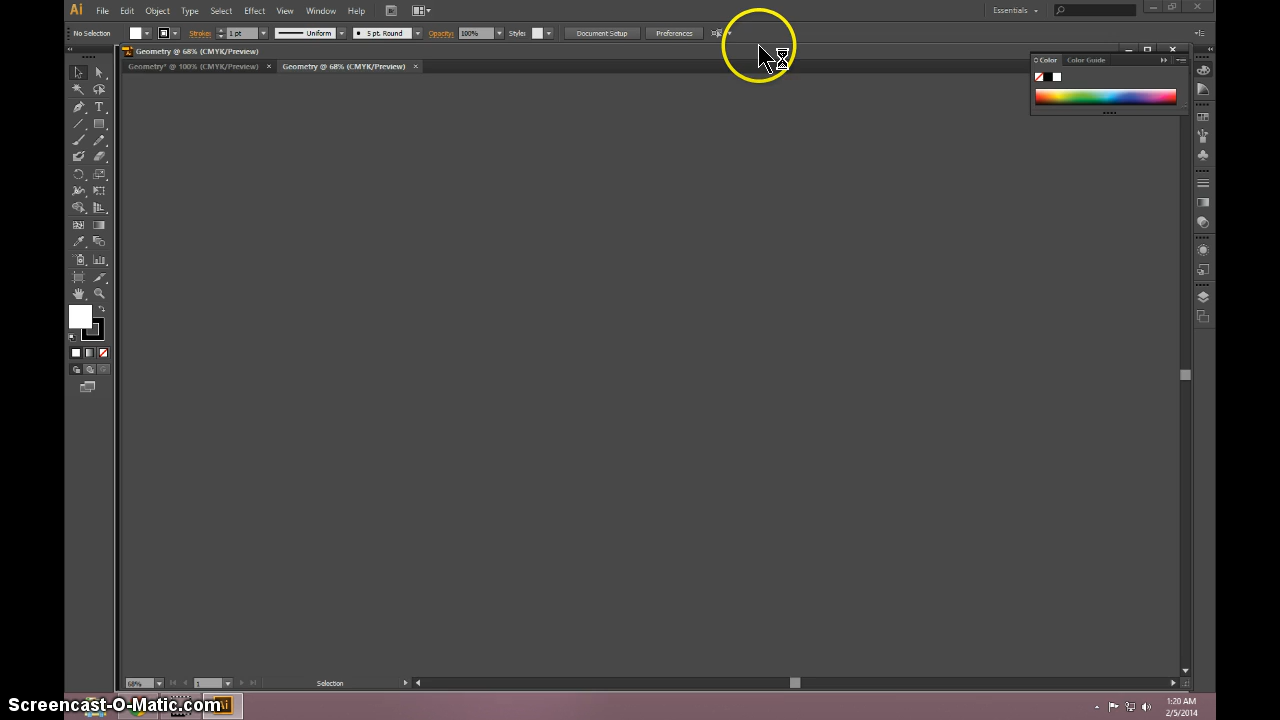 Ai File Edit Object Type Select Effect View Window Help Essentials
No Selection Stroke: 1 pt Uniform 5 pt. Round Opacity: 100% Style: Document Setup Preferences
Geometry @ 68% (CMYK/Preview)
Geometry* @ 100% (CMYK/Preview) × Geometry @ 68% (CMYK/Preview) ×
Color Color Guide
68% 1 Selection
Screencast-O-Matic.com
Ai
1:20 AM
2/5/2014